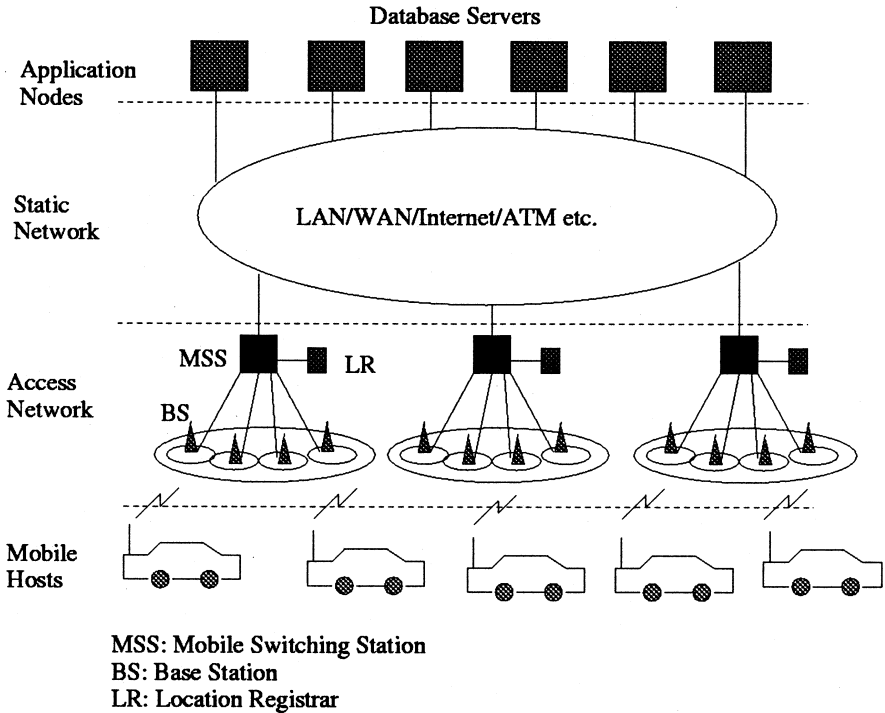 Database Servers
Application
Nodes
Static
Network
LAN/WAN/Internet/ATM etc.
MSS
LR
Access
Network
BS
Mobile
Hosts
MSS: Mobile Switching Station
BS: Base Station
LR: Location Registrar